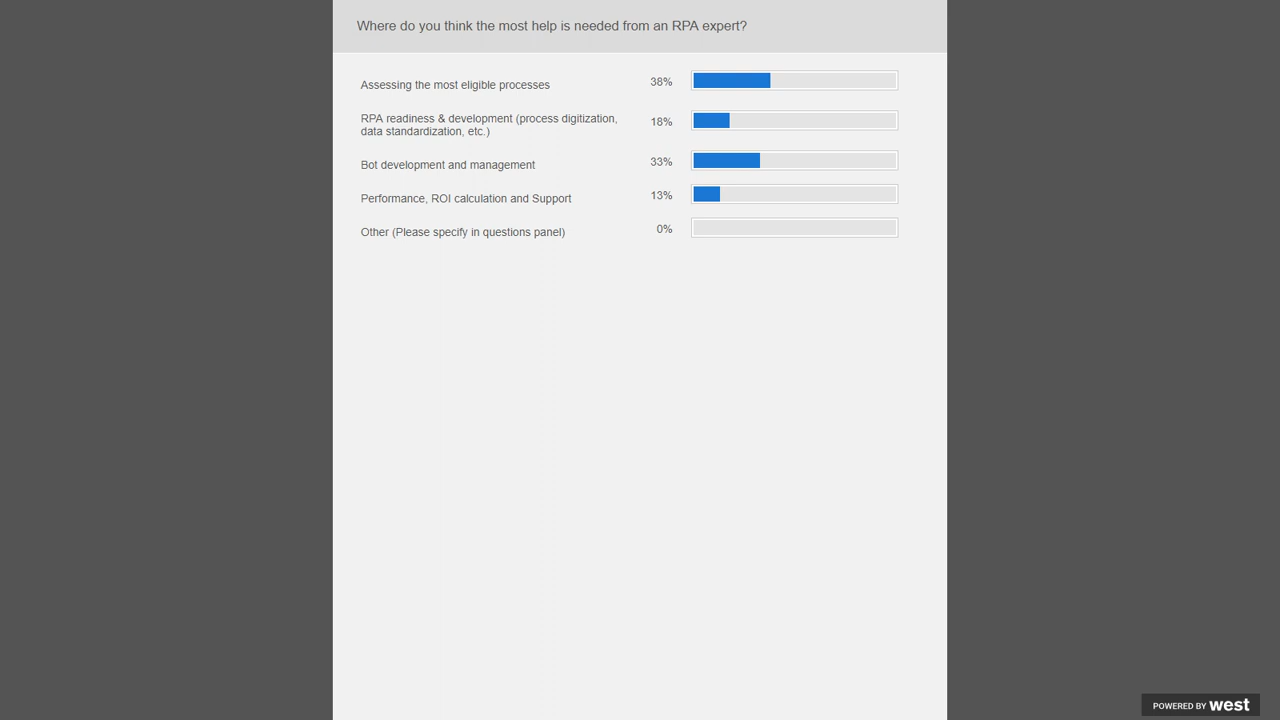 Where do you think the most help is needed from an RPA expert?
Assessing the most eligible processes 38%
RPA readiness & development (process digitization,
data standardization, etc.) 18%
Bot development and management 33%
Performance, ROI calculation and Support 13%
Other (Please specify in questions panel) 0%
POWERED BY west